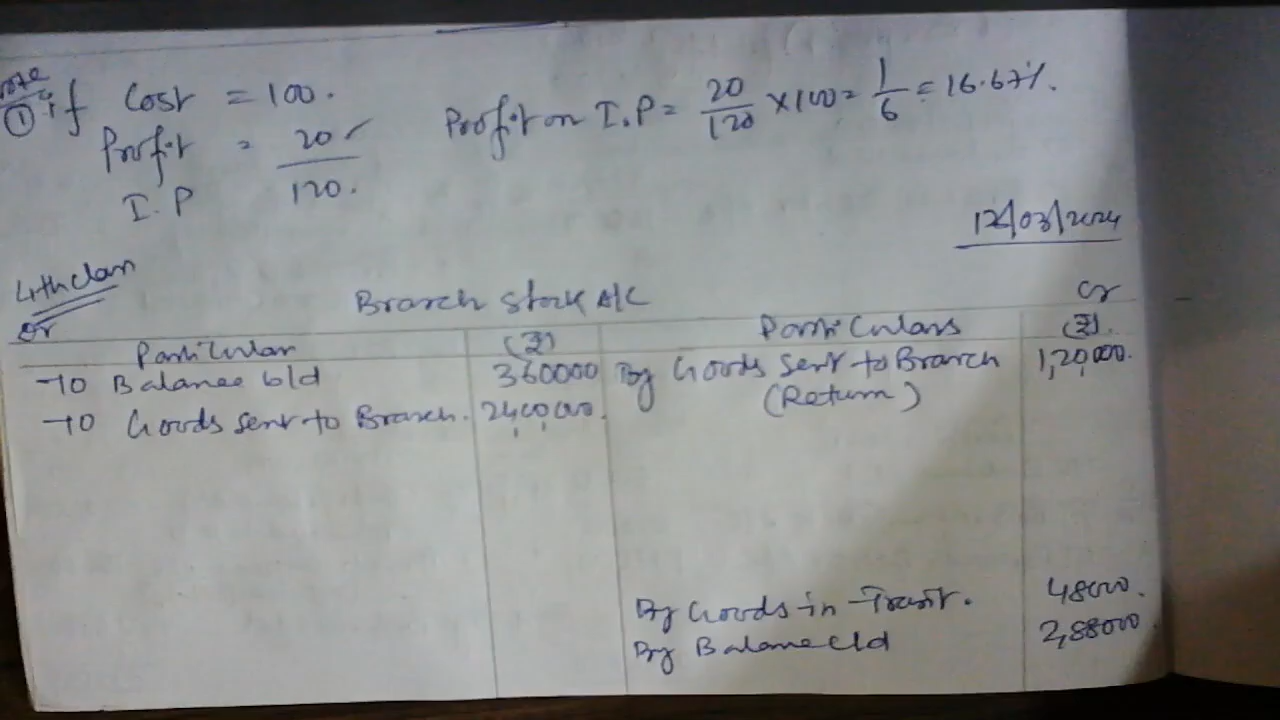 Note
① if Cost = 100.
Profit = 20
I.P 120.
Profit on I.P = 20/120 ×100 = 1/6 = 16.67%.
12/03/2024
4th class
Branch Stock A/c
Dr Cr
Particular (₹) Particulars (₹).
To Balance b/d 360000 By Goods Sent to Branch 1,20,000.
To Goods sent to Branch. 2400,000. (Return)
By Goods in Transit. 48000.
By Balance c/d 2,88000.